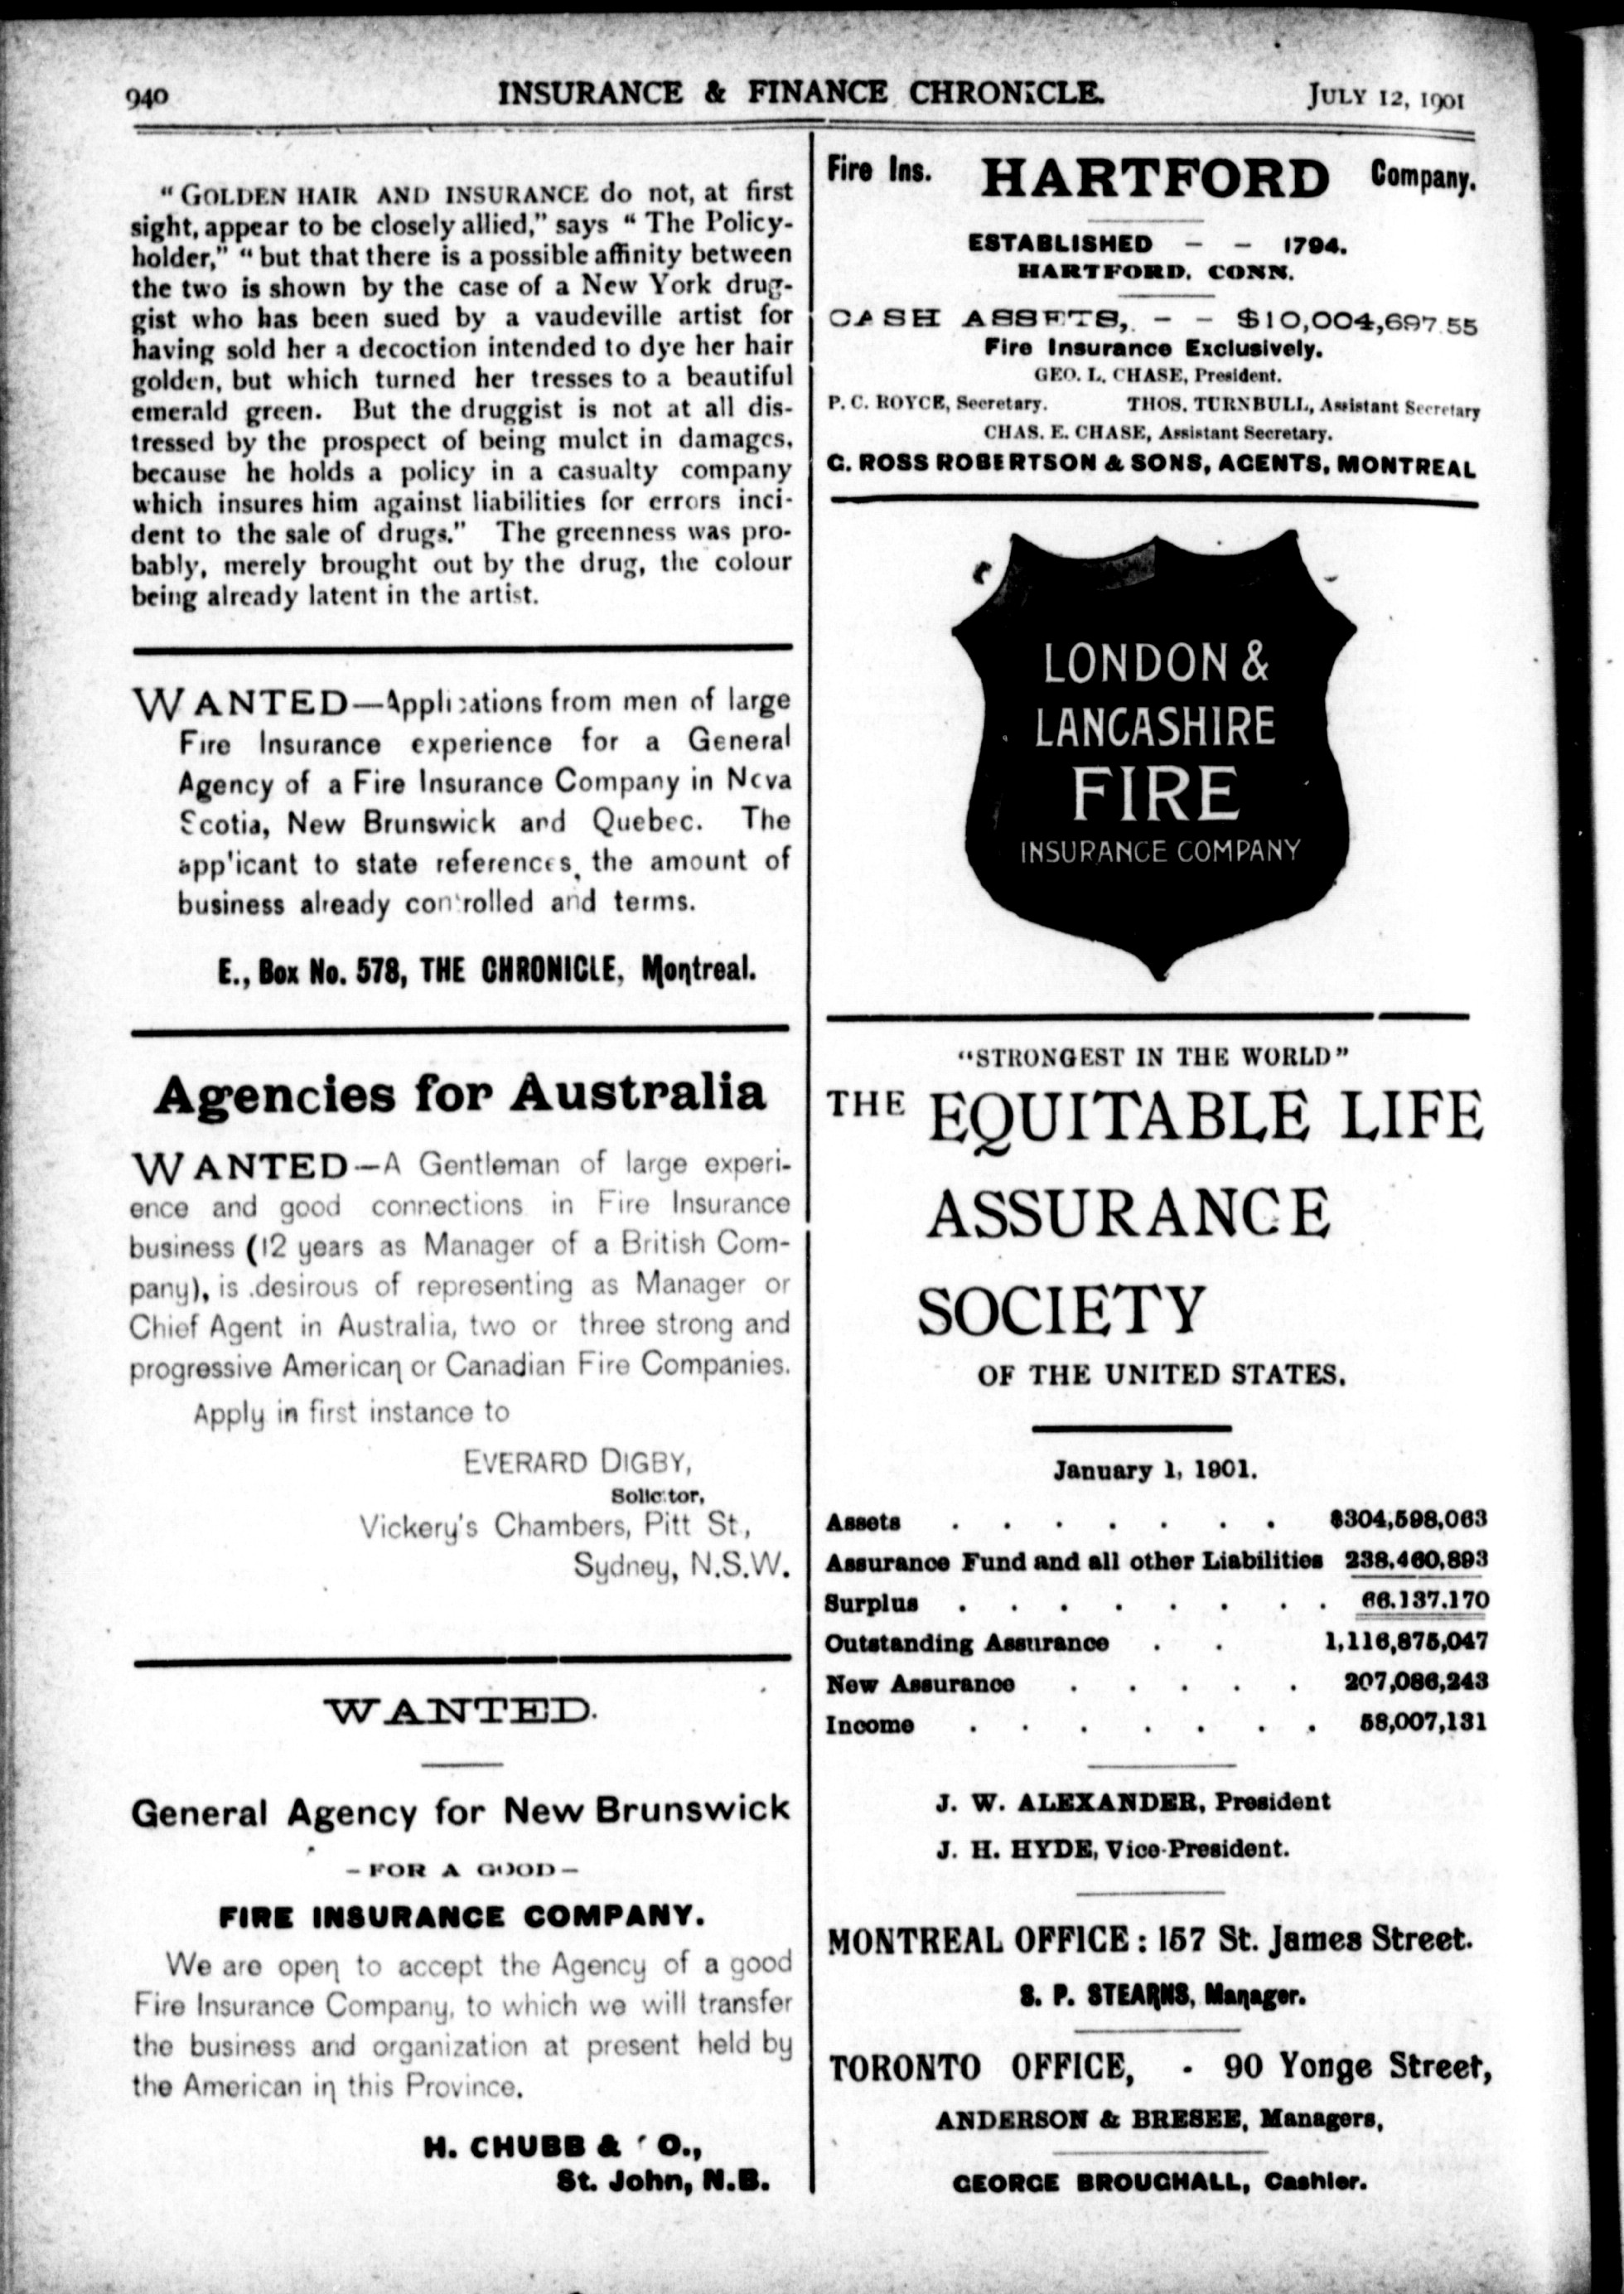 940
INSURANCE & FINANCE CHRONICLE.
JULY 12, 1901
"GOLDEN HAIR AND INSURANCE do not, at first
sight, appear to be closely allied," says "The Policy-
holder," "but that there is a possible affinity between
the two is shown by the case of a New York drug-
gist who has been sued by a vaudeville artist for
having sold her a decoction intended to dye her hair
golden, but which turned her tresses to a beautiful
emerald green. But the druggist is not at all dis-
tressed by the prospect of being mulct in damages,
because he holds a policy in a casualty company
which insures him against liabilities for errors inci-
dent to the sale of drugs." The greenness was pro-
bably, merely brought out by the drug, the colour
being already latent in the artist.
WANTED—Applications from men of large
Fire Insurance experience for a General
Agency of a Fire Insurance Company in Nova
Scotia, New Brunswick and Quebec. The
applicant to state references, the amount of
business already controlled and terms.
E., Box No. 578, THE CHRONICLE, Montreal.
Agencies for Australia
WANTED—A Gentleman of large experi-
ence and good connections in Fire Insurance
business (12 years as Manager of a British Com-
pany), is desirous of representing as Manager or
Chief Agent in Australia, two or three strong and
progressive American or Canadian Fire Companies.
Apply in first instance to
EVERARD DIGBY,
Solicitor,
Vickery's Chambers, Pitt St.,
Sydney, N.S.W.
WANTED.
General Agency for New Brunswick
— FOR A GOOD —
FIRE INSURANCE COMPANY.
We are open to accept the Agency of a good
Fire Insurance Company, to which we will transfer
the business and organization at present held by
the American in this Province.
H. CHUBB & CO.,
St. John, N.B.
Fire Ins. HARTFORD Company.
ESTABLISHED - - 1794.
HARTFORD, CONN.
CASH ASSETS, - - $10,004,697.55
Fire Insurance Exclusively.
GEO. L. CHASE, President.
P. C. ROYCE, Secretary. THOS. TURNBULL, Assistant Secretary
CHAS. E. CHASE, Assistant Secretary.
C. ROSS ROBERTSON & SONS, AGENTS, MONTREAL
LONDON &
LANCASHIRE
FIRE
INSURANCE COMPANY
"STRONGEST IN THE WORLD"
THE EQUITABLE LIFE
ASSURANCE
SOCIETY
OF THE UNITED STATES.
January 1, 1901.
Assets . . . . . . . $304,598,063
Assurance Fund and all other Liabilities 238,460,893
Surplus . . . . . . . . 66,137,170
Outstanding Assurance . . 1,116,875,047
New Assurance . . . . . 207,086,243
Income . . . . . . . 58,007,131
J. W. ALEXANDER, President
J. H. HYDE, Vice-President.
MONTREAL OFFICE: 157 St. James Street.
S. P. STEARNS, Manager.
TORONTO OFFICE, - 90 Yonge Street,
ANDERSON & BRESEE, Managers,
GEORGE BROUGHALL, Cashier.